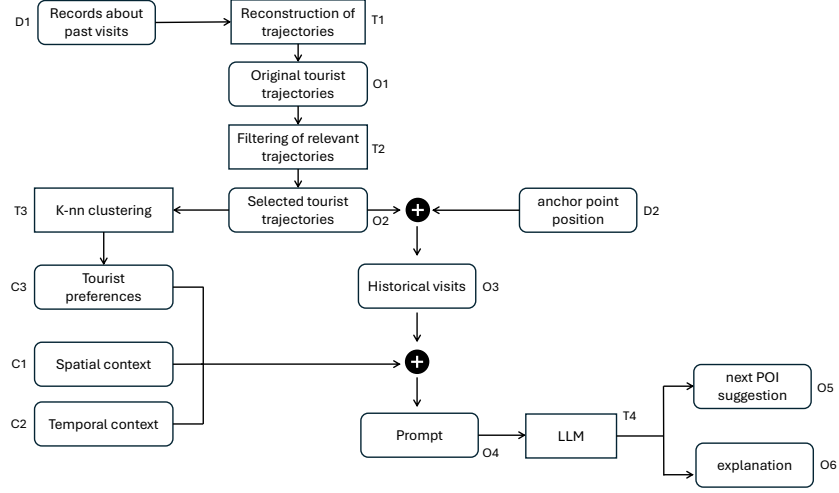 D1
Records about
past visits
Reconstruction of
trajectories
T1
Original tourist
trajectories
O1
Filtering of relevant
trajectories
T2
T3
K-nn clustering
Selected tourist
trajectories
O2
+
anchor point
position
D2
C3
Tourist
preferences
Historical visits
O3
C1
Spatial context
+
next POI
suggestion
O5
C2
Temporal context
Prompt
O4
LLM
T4
explanation
O6